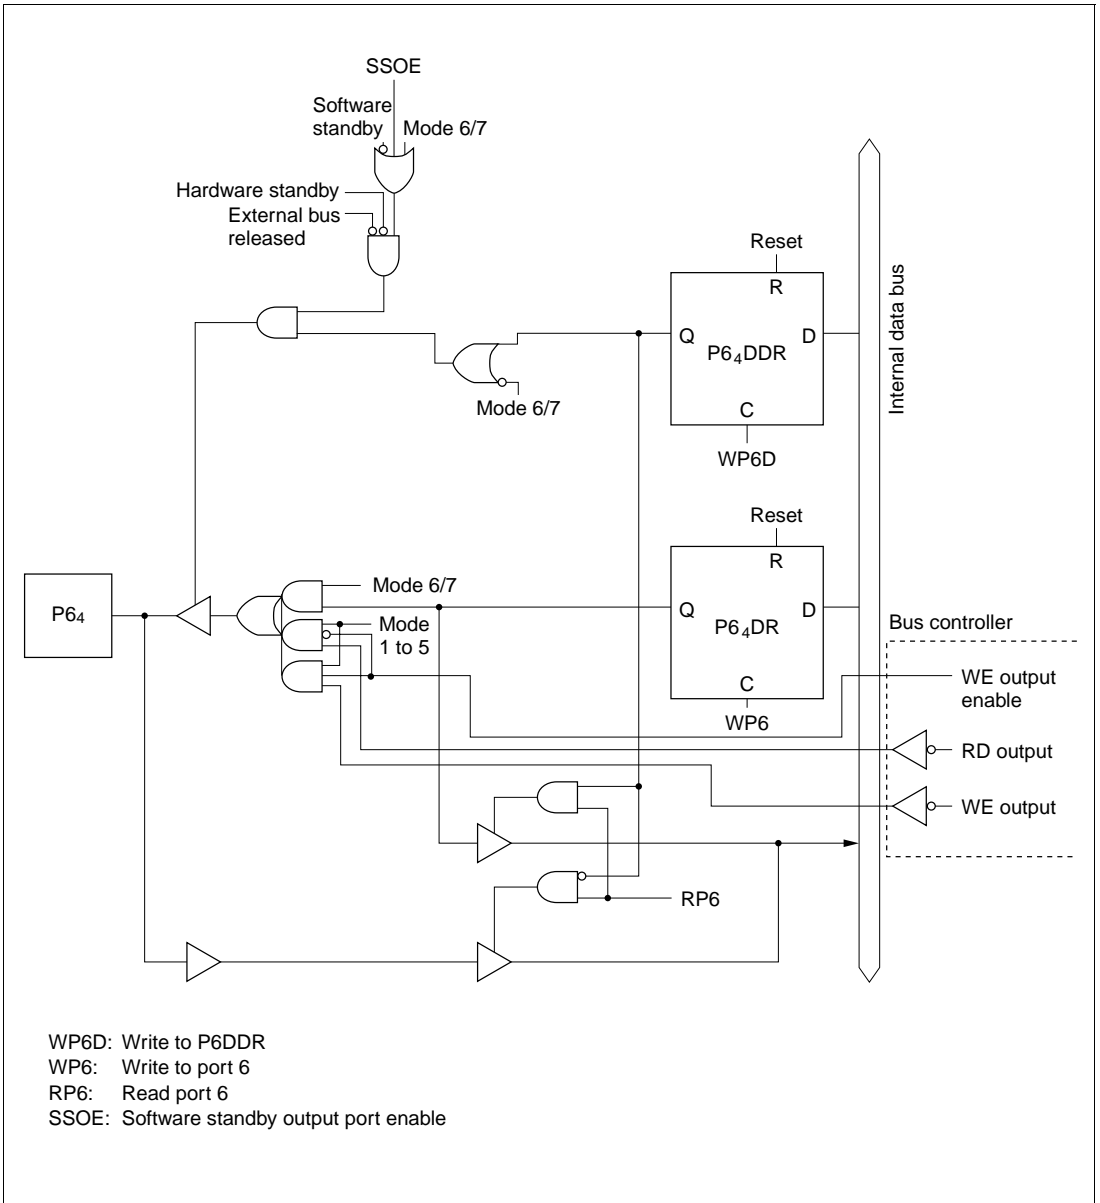 SSOE
Software
standby
Mode 6/7
Hardware standby
External bus
released
Reset
R
Q
D
P6₄DDR
C
WP6D
Mode 6/7
Internal data bus
Reset
R
Q
D
P6₄DR
C
WP6
P6₄
Mode 6/7
Mode
1 to 5
Bus controller
WE output
enable
RD output
WE output
RP6
WP6D: Write to P6DDR
WP6: Write to port 6
RP6: Read port 6
SSOE: Software standby output port enable